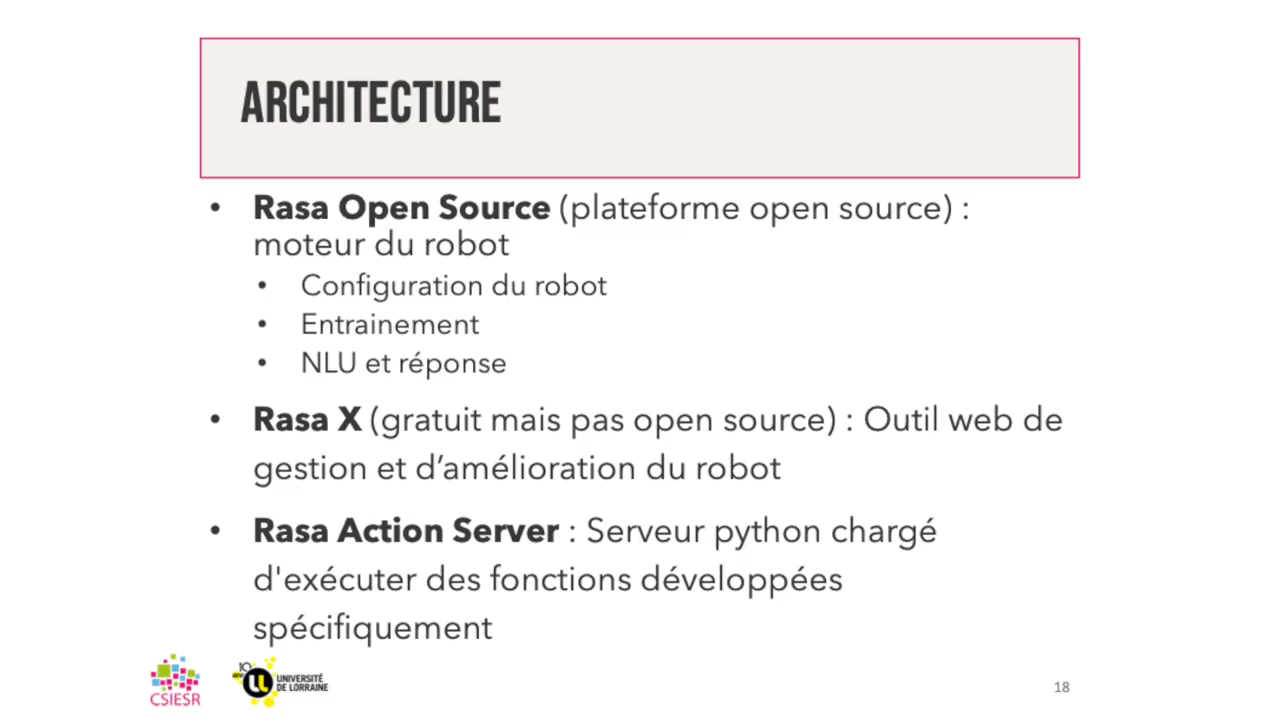 ARCHITECTURE
• Rasa Open Source (plateforme open source) :
moteur du robot
• Configuration du robot
• Entrainement
• NLU et réponse
• Rasa X (gratuit mais pas open source) : Outil web de
gestion et d’amélioration du robot
• Rasa Action Server : Serveur python chargé
d'exécuter des fonctions développées
spécifiquement
CSIESR
10 ans
UNIVERSITÉ
DE LORRAINE
18